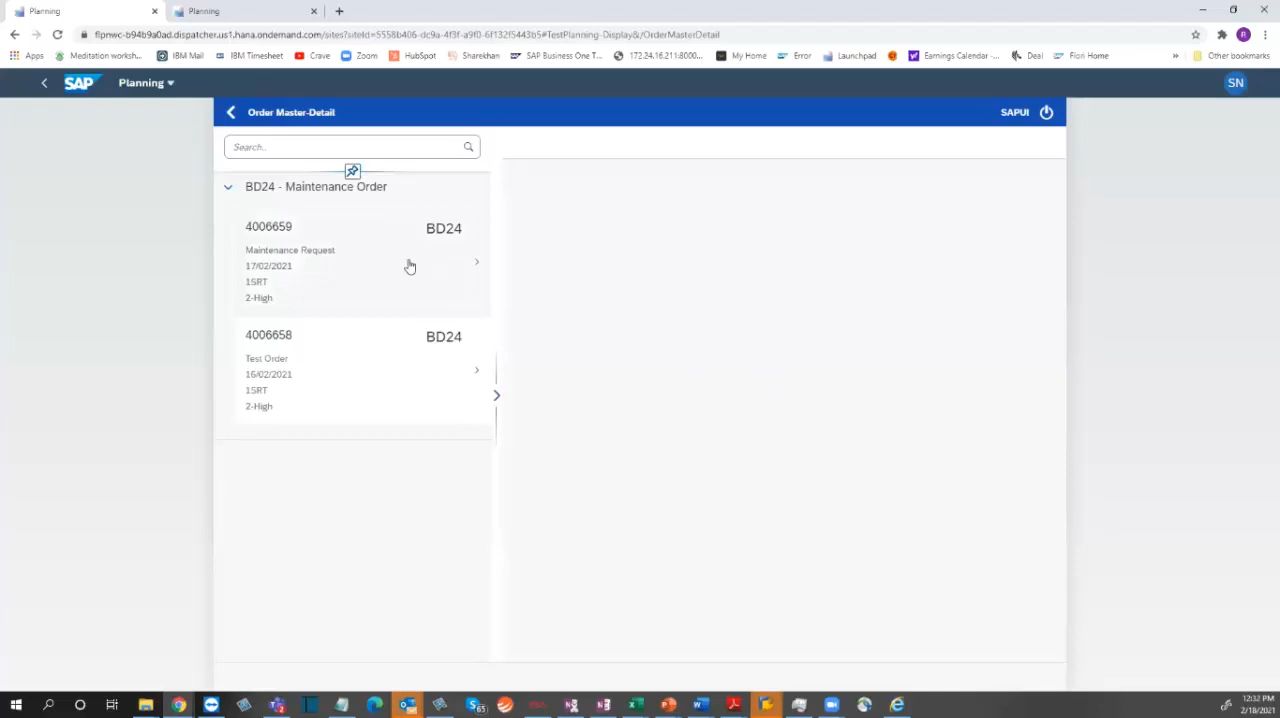 Planning
Planning
flpnwc-b94b9a0ad.dispatcher.us1.hana.ondemand.com/sites?siteId=5558b406-dc9a-4f3f-a9f0-6f132f5443b5#TestPlanning-Display&/OrderMasterDetail
Apps
Meditation worksh...
IBM Mail
IBM Timesheet
Crave
Zoom
HubSpot
Sharekhan
SAP Business One T...
172.24.16.211:8000...
My Home
Error
Launchpad
Earnings Calendar -...
Deal
Fiori Home
Other bookmarks
SAP
Planning
SN
Order Master-Detail
SAPUI
Search..
BD24 - Maintenance Order
4006659
BD24
Maintenance Request
17/02/2021
1SRT
2-High
4006658
BD24
Test Order
16/02/2021
1SRT
2-High
12:32 PM
2/18/2021